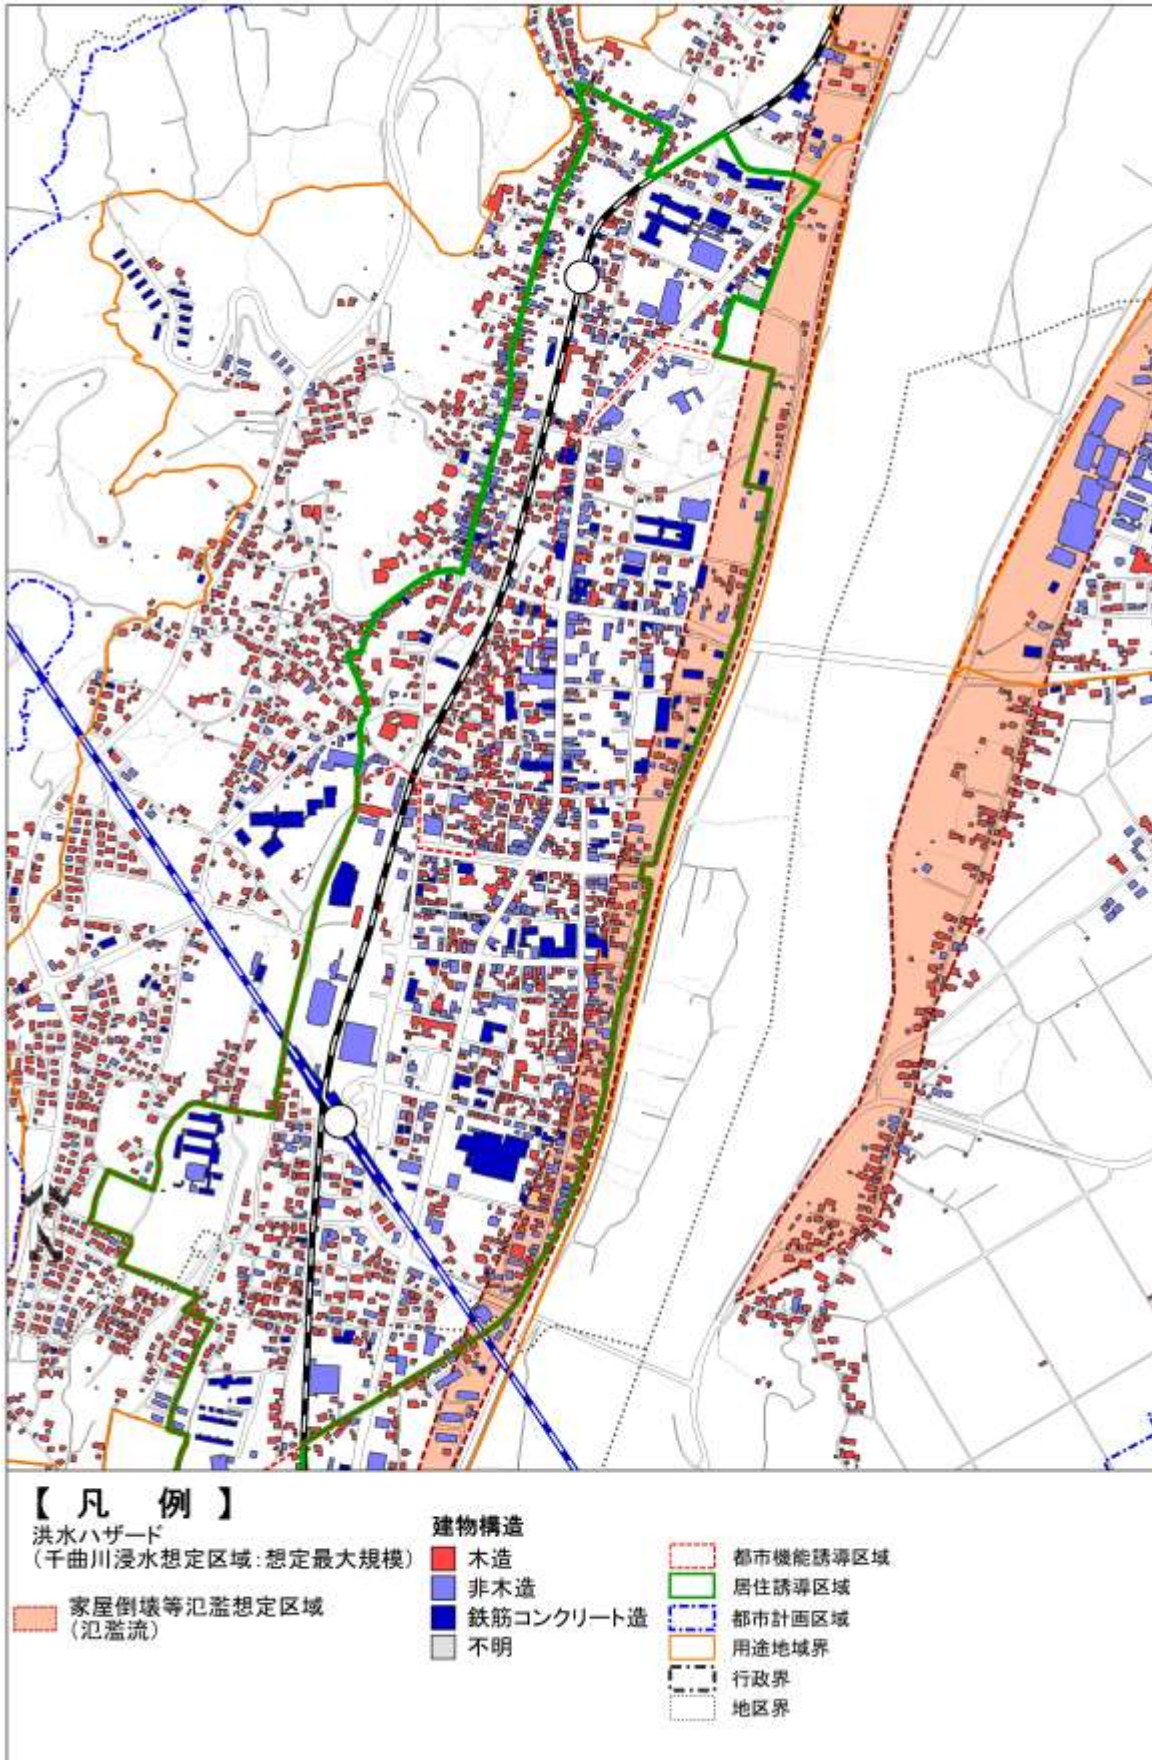 【 凡 例 】
洪水ハザード
（千曲川浸水想定区域：想定最大規模）
家屋倒壊等氾濫想定区域
（氾濫流）
建物構造
木造
非木造
鉄筋コンクリート造
不明
都市機能誘導区域
居住誘導区域
都市計画区域
用途地域界
行政界
地区界